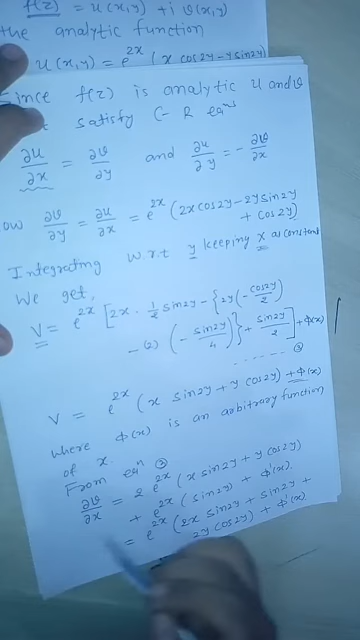 f(z) = u(x,y) + i v(x,y)
the analytic function
u(x,y) = e^{2x} (x cos2y - y sin2y
Since f(z) is analytic u and v
satisfy C-R eqns
∂u/∂x = ∂v/∂y and ∂u/∂y = - ∂v/∂x
ow ∂v/∂y = ∂u/∂x = e^{2x} (2x cos2y - 2y sin2y
+ cos2y)
Integrating w.r.t y keeping x as constant
We get,
V = e^{2x} [2x · 1/2 sin2y - {2y (- cos2y/2)
- (2) (- sin2y/4)} + sin2y/2] + φ(x)
- - - - - - ②
V = e^{2x} (x sin2y + y cos2y) + φ(x)
where φ(x) is an arbitrary function
of x.
From eqn ②
∂v/∂x = 2 e^{2x} (x sin2y + y cos2y)
+ e^{2x} (sin2y) + φ'(x).
= e^{2x} (2x sin2y + sin2y +
2y cos2y) + φ'(x).